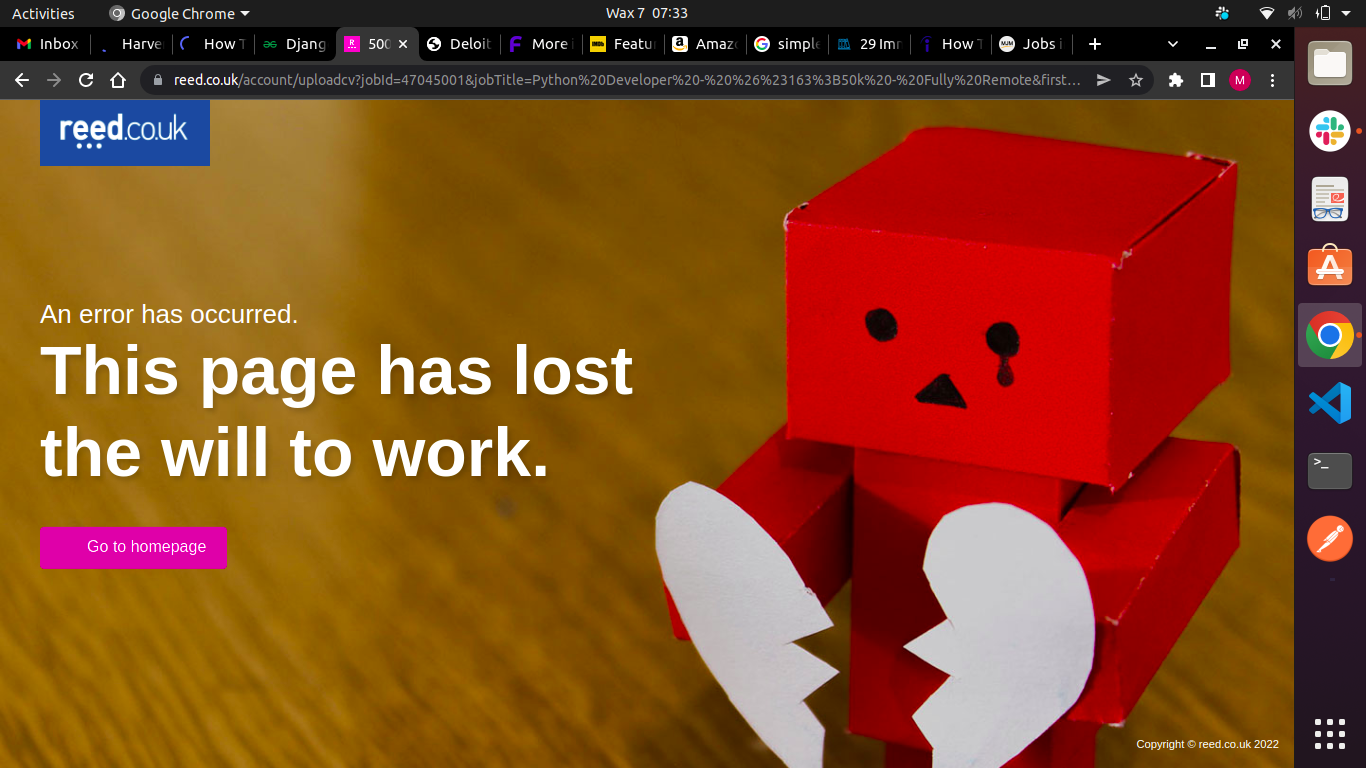 Activities
Google Chrome
Wax 7 07:33
Inbox
Harve
How T
Djang
500
Deloit
More
Featur
Amaz
simple
29 Imr
How T
Jobs i
reed.co.uk/account/uploadcv?jobId=47045001&jobTitle=Python%20Developer%20-%20%26%23163%3B50k%20-%20Fully%20Remote&first…
M
reed.co.uk
An error has occurred.
This page has lost
the will to work.
Go to homepage
Copyright © reed.co.uk 2022